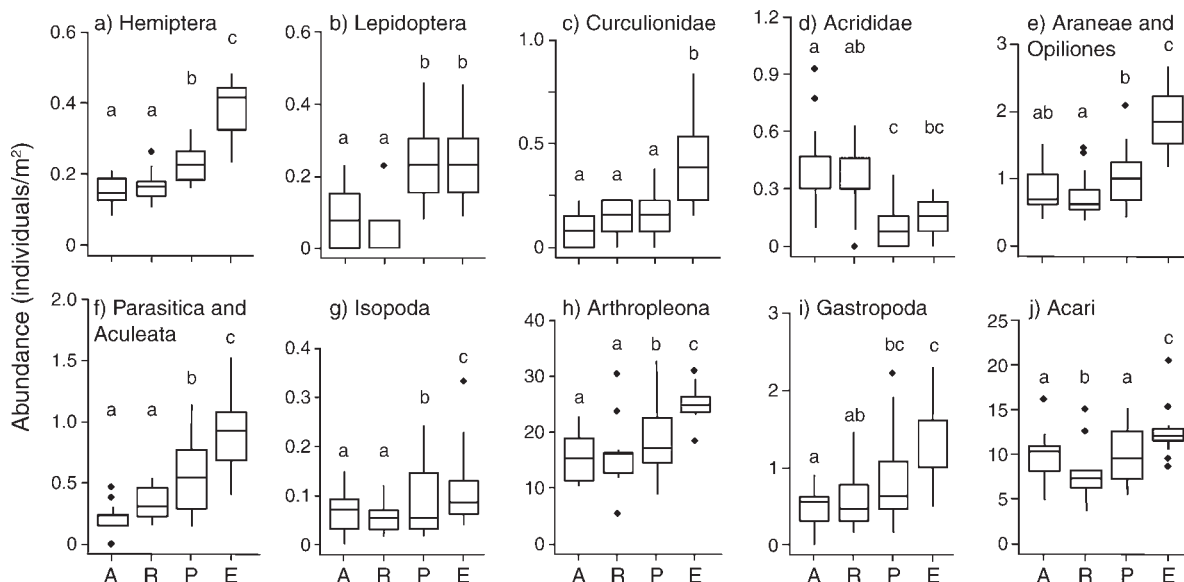 Abundance (individuals/m²)
a) Hemiptera
0.6
0.4
0.2
0
a
a
b
c
b) Lepidoptera
0.6
0.4
0.2
0
a
a
b
b
c) Curculionidae
1.0
0.5
0
a
a
a
b
d) Acrididae
1.2
0.9
0.6
0.3
0
a
ab
c
bc
e) Araneae and
Opiliones
3
2
1
0
ab
a
b
c
f) Parasitica and
Aculeata
2.0
1.5
1.0
0.5
0
a
a
b
c
A R P E
g) Isopoda
0.4
0.3
0.2
0.1
0
a
a
b
c
A R P E
h) Arthropleona
40
30
20
10
0
a
a
b
c
A R P E
i) Gastropoda
3
2
1
0
a
ab
bc
c
A R P E
j) Acari
25
20
15
10
5
0
a
b
a
c
A R P E